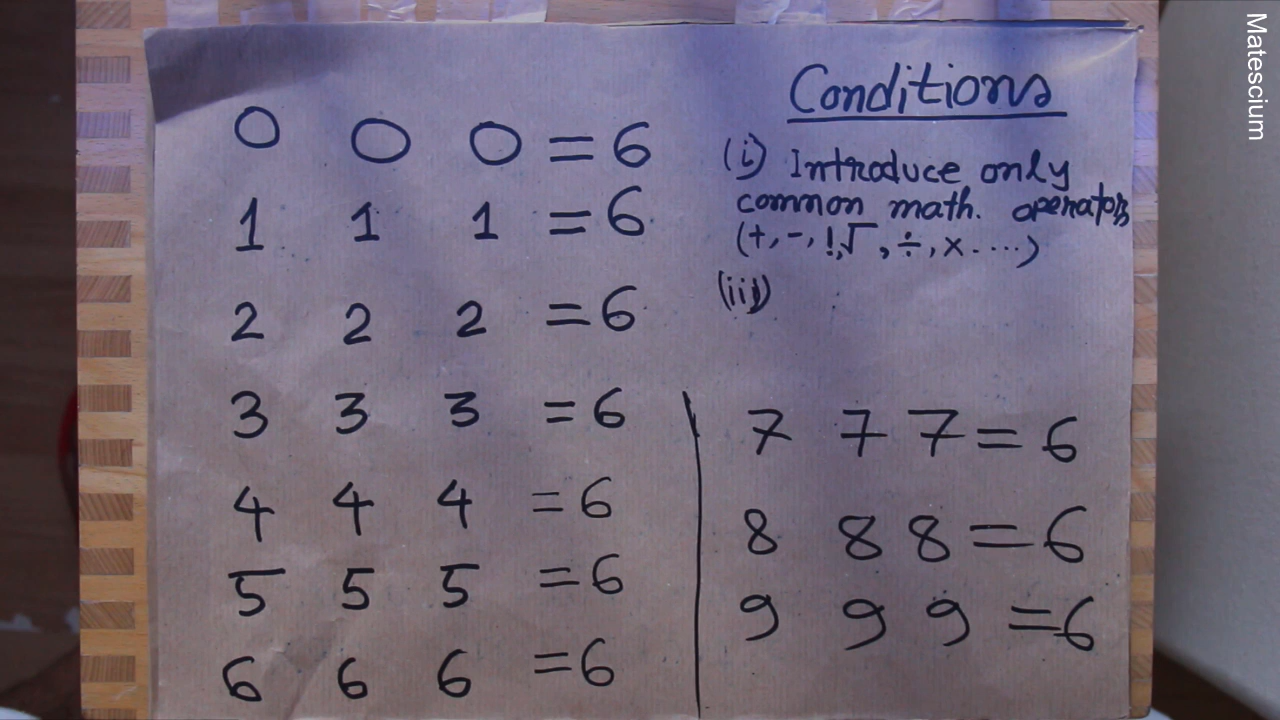 0 0 0 = 6
1 1 1 = 6
2 2 2 = 6
3 3 3 = 6
4 4 4 = 6
5 5 5 = 6
6 6 6 = 6
Conditions
(i) Introduce only
common math. operators
(+, -, !, √, ÷, × ....)
(ii)
7 7 7 = 6
8 8 8 = 6
9 9 9 = 6
Matescium